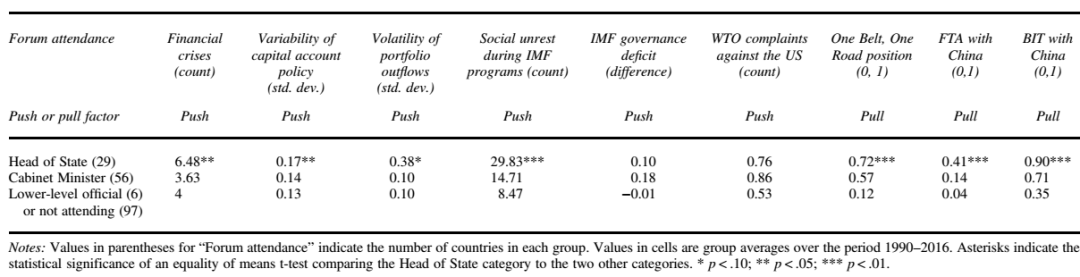 Forum attendance Financial crises (count) Variability of capital account policy (std. dev.) Volatility of portfolio outflows (std. dev.) Social unrest during IMF programs (count) IMF governance deficit (difference) WTO complaints against the US (count) One Belt, One Road position (0, 1) FTA with China (0,1) BIT with China (0,1)
Push or pull factor Push Push Push Push Push Push Pull Pull Pull
Head of State (29) 6.48** 0.17** 0.38* 29.83*** 0.10 0.76 0.72*** 0.41*** 0.90***
Cabinet Minister (56) 3.63 0.14 0.10 14.71 0.18 0.86 0.57 0.14 0.71
Lower-level official (6) 4 0.13 0.10 8.47 −0.01 0.53 0.12 0.04 0.35
or not attending (97)
Notes: Values in parentheses for “Forum attendance” indicate the number of countries in each group. Values in cells are group averages over the period 1990–2016. Asterisks indicate the
statistical significance of an equality of means t-test comparing the Head of State category to the two other categories. * p < .10; ** p < .05; *** p < .01.